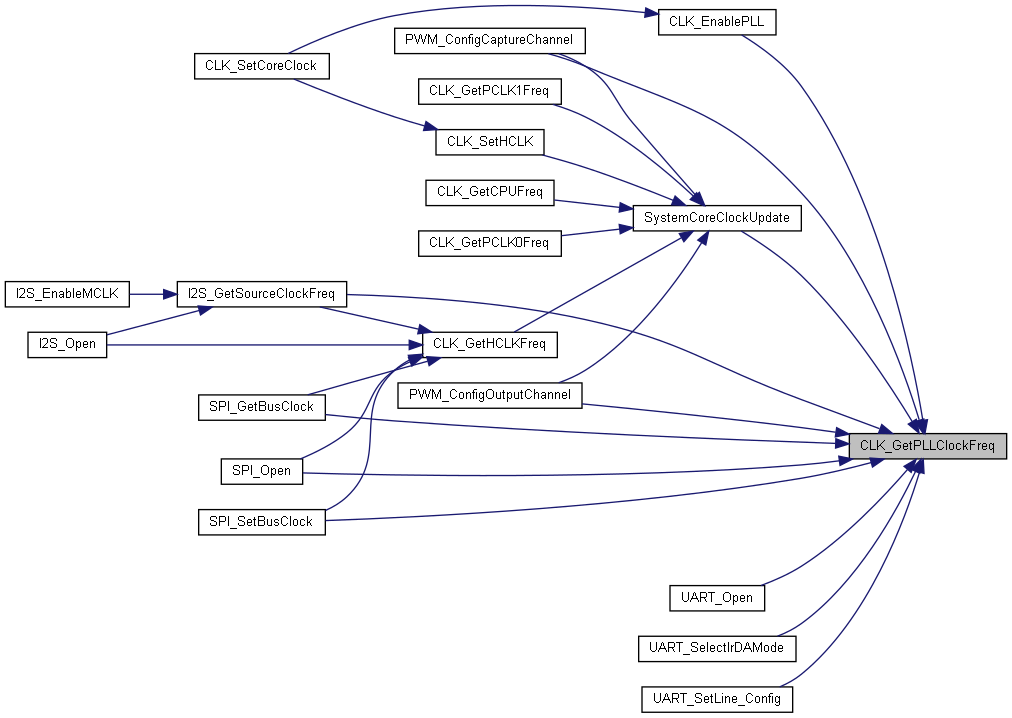 CLK_EnablePLL
PWM_ConfigCaptureChannel
CLK_SetCoreClock
CLK_GetPCLK1Freq
CLK_SetHCLK
CLK_GetCPUFreq
SystemCoreClockUpdate
CLK_GetPCLK0Freq
I2S_EnableMCLK
I2S_GetSourceClockFreq
I2S_Open
CLK_GetHCLKFreq
PWM_ConfigOutputChannel
SPI_GetBusClock
CLK_GetPLLClockFreq
SPI_Open
SPI_SetBusClock
UART_Open
UART_SelectIrDAMode
UART_SetLine_Config